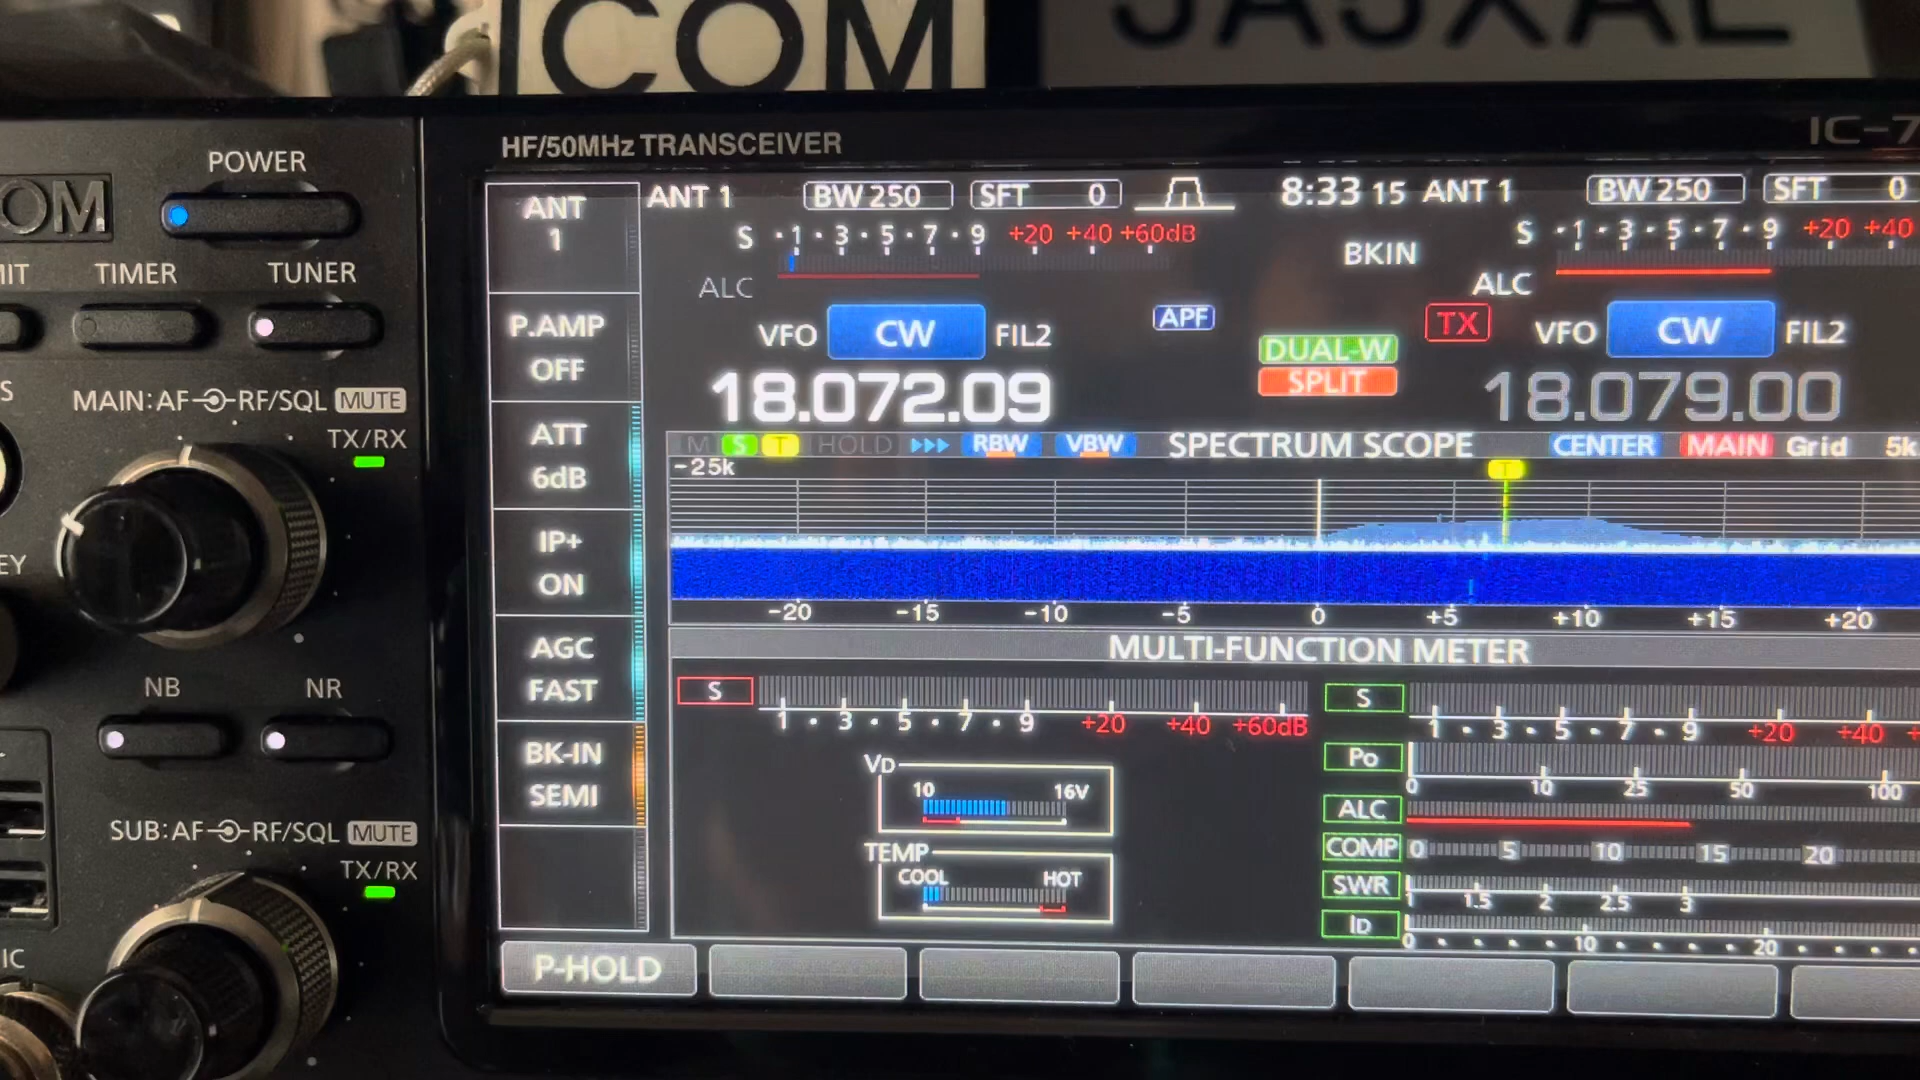 COM
JA5XAE
HF/50MHz TRANSCEIVER
IC-7
POWER
OM
TIMER
TUNER
MAIN:AF RF/SQL MUTE
TX/RX
NB
NR
SUB:AF RF/SQL MUTE
TX/RX
IC
ANT
1
P.AMP
OFF
ATT
6dB
IP+
ON
AGC
FAST
BK-IN
SEMI
ANT 1 BW 250 SFT 0 8:33 15 ANT 1 BW 250 SFT 0
S 1 · 3 · 5 · 7 · 9 +20 +40 +60dB
BKIN
S 1 · 3 · 5 · 7 · 9 +20 +40
ALC
ALC
VFO CW FIL2 APF
TX VFO CW FIL2
DUAL-W
SPLIT
18.072.09
18.079.00
M S T HOLD RBW VBW SPECTRUM SCOPE CENTER MAIN Grid 5k
-25k
T
-20 -15 -10 -5 0 +5 +10 +15 +20
MULTI-FUNCTION METER
S
1 · 3 · 5 · 7 · 9 +20 +40 +60dB
S
1 · 3 · 5 · 7 · 9 +20 +40
VD
10 16V
TEMP
COOL HOT
Po
0 10 25 50 100
ALC
COMP 0 5 10 15 20
SWR
1 1.5 2 2.5 3
ID
0 10 20
P-HOLD